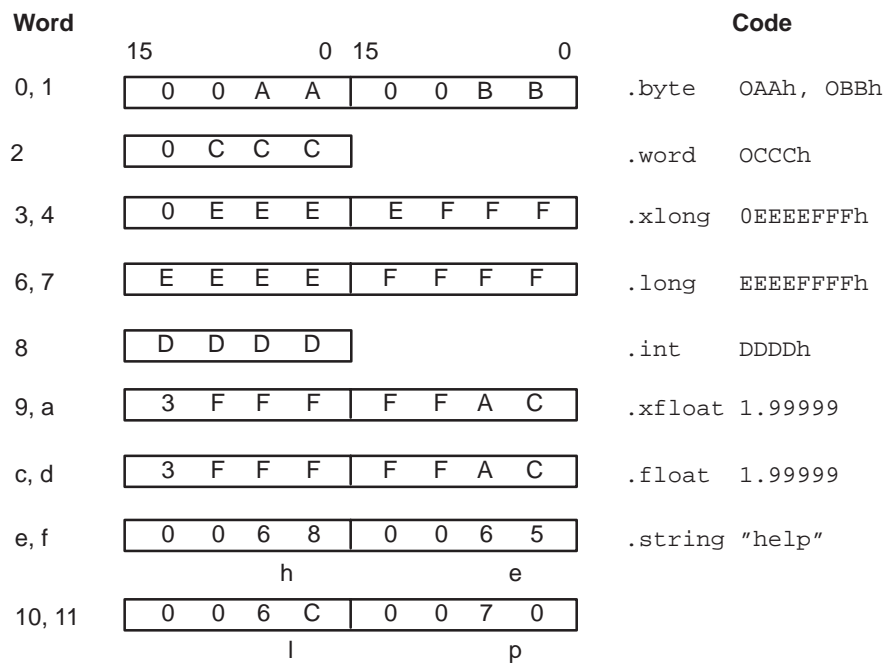 Word Code
15 0 15 0
0, 1 0 0 A A 0 0 B B .byte OAAh, OBBh
2 0 C C C .word OCCCh
3, 4 0 E E E E F F F .xlong 0EEEEFFFh
6, 7 E E E E F F F F .long EEEEFFFFh
8 D D D D .int DDDDh
9, a 3 F F F F F A C .xfloat 1.99999
c, d 3 F F F F F A C .float 1.99999
e, f 0 0 6 8 0 0 6 5 .string ″help″
h e
10, 11 0 0 6 C 0 0 7 0
l p